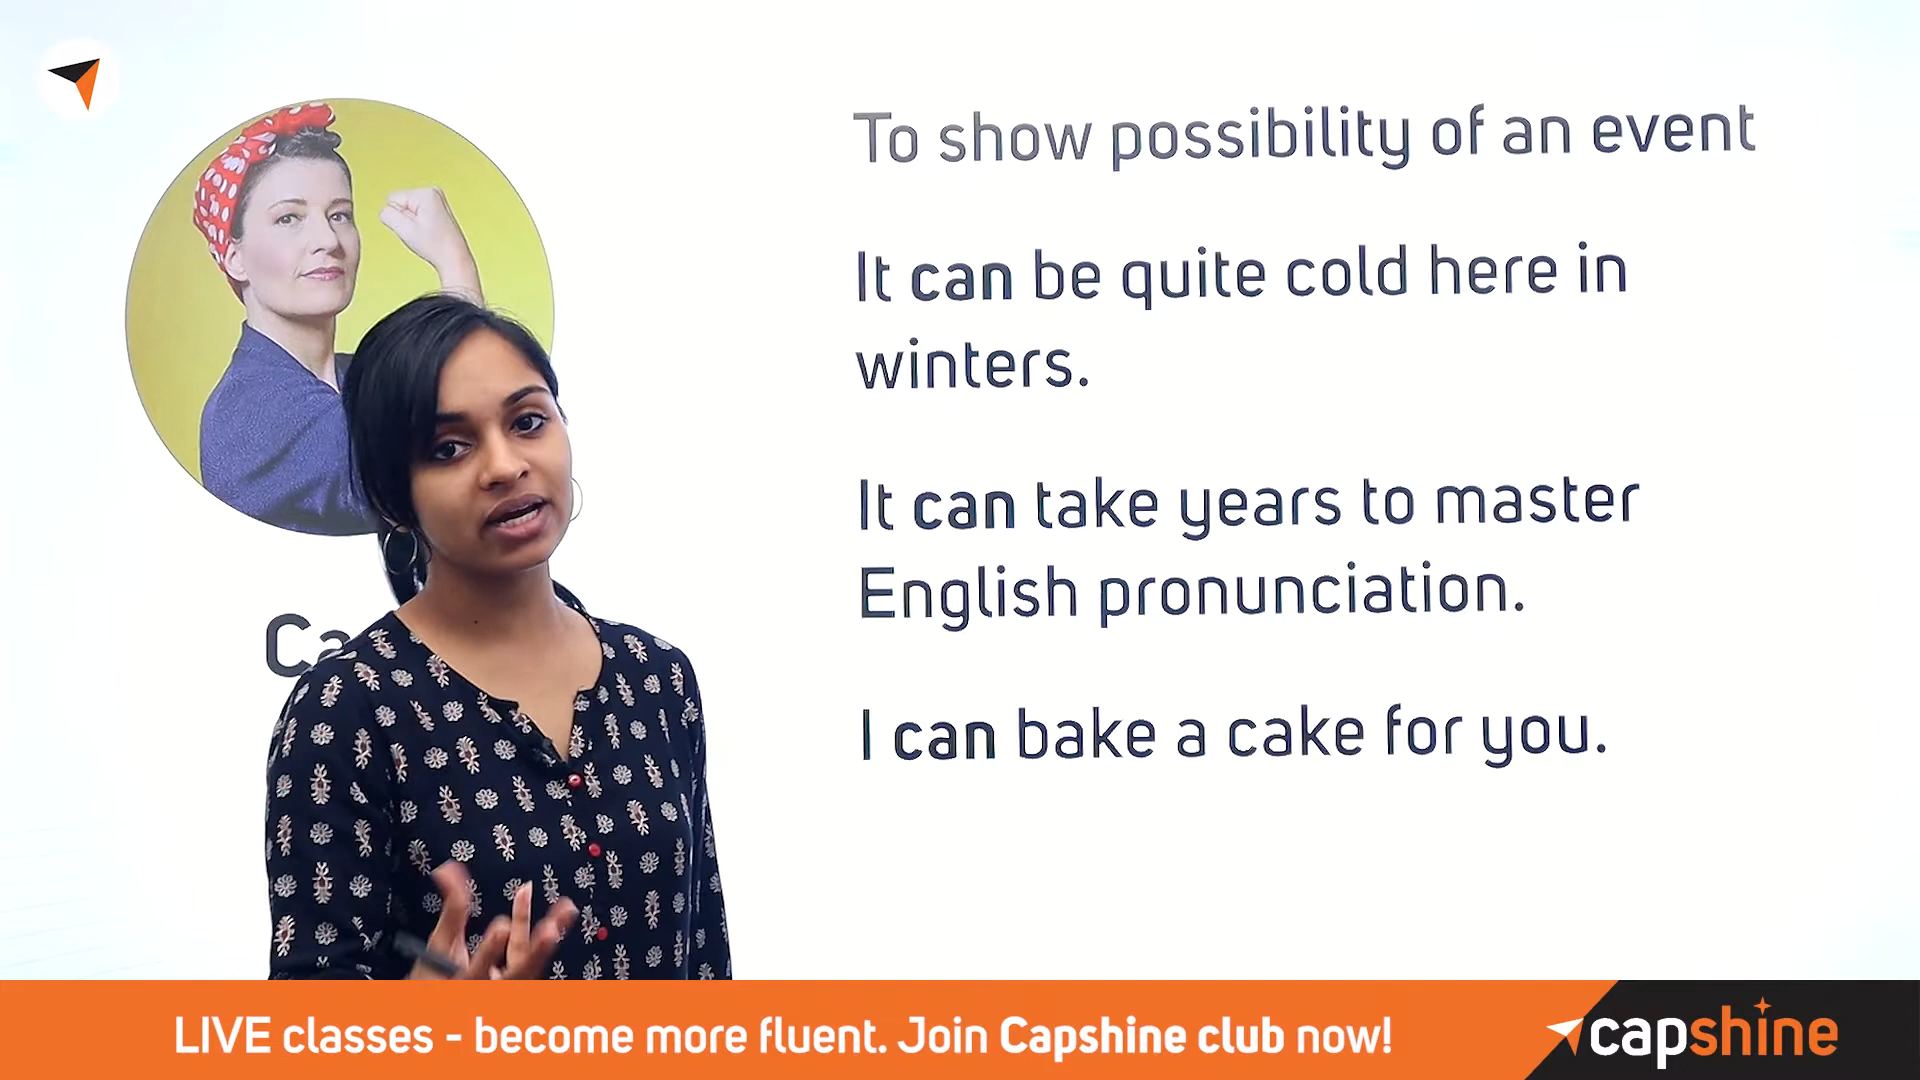 To show possibility of an event
It can be quite cold here in
winters.
It can take years to master
English pronunciation.
I can bake a cake for you.
LIVE classes - become more fluent. Join Capshine club now!
capshine